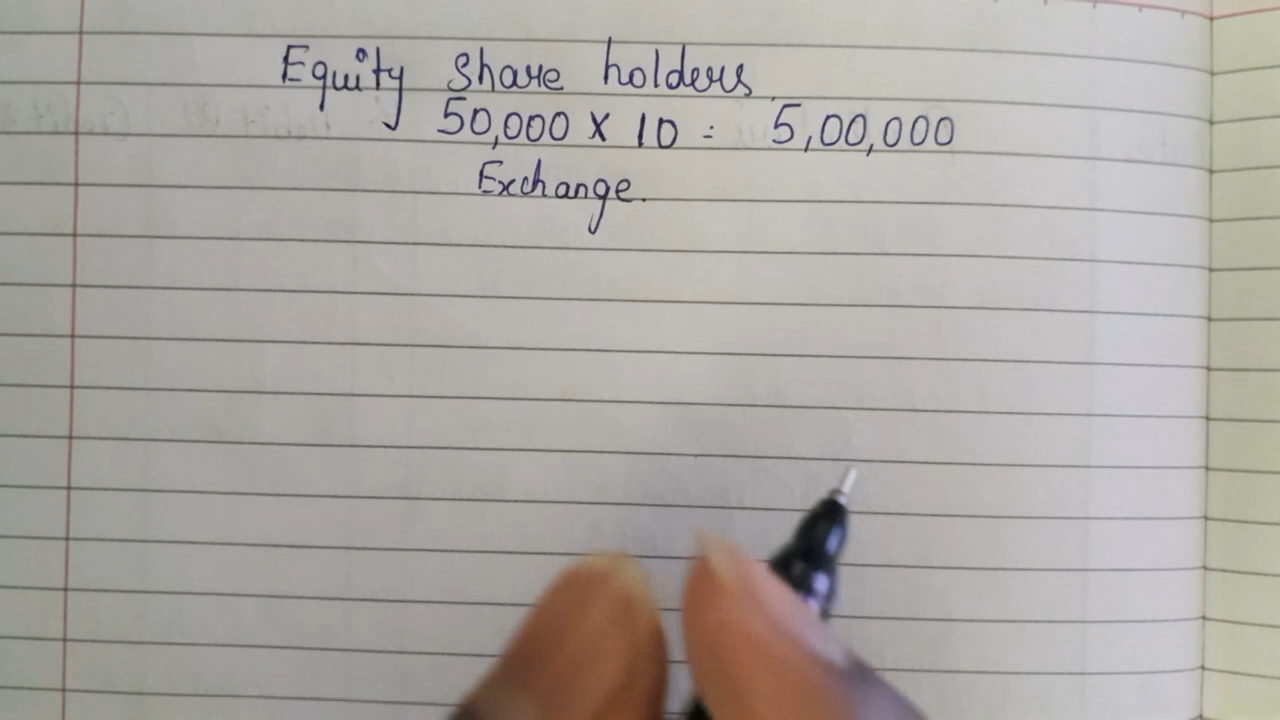 Equity share holders
50,000 X 10 = 5,00,000
Exchange.